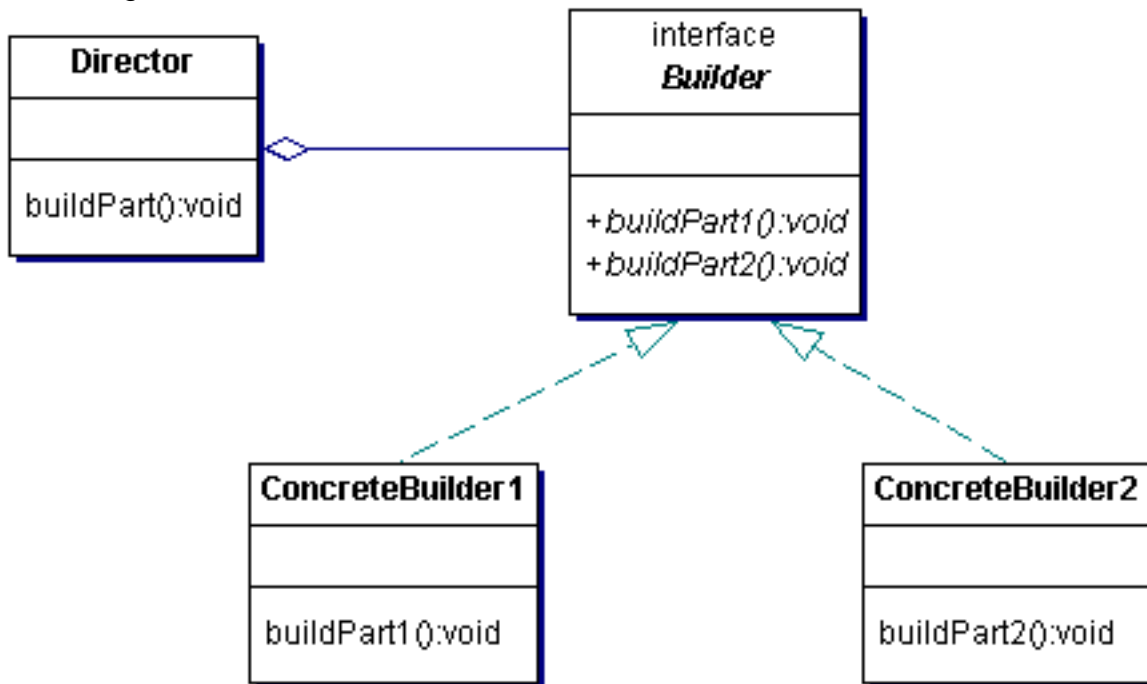 Director
buildPart():void
interface
Builder
+buildPart1():void
+buildPart2():void
ConcreteBuilder1
buildPart1():void
ConcreteBuilder2
buildPart2():void